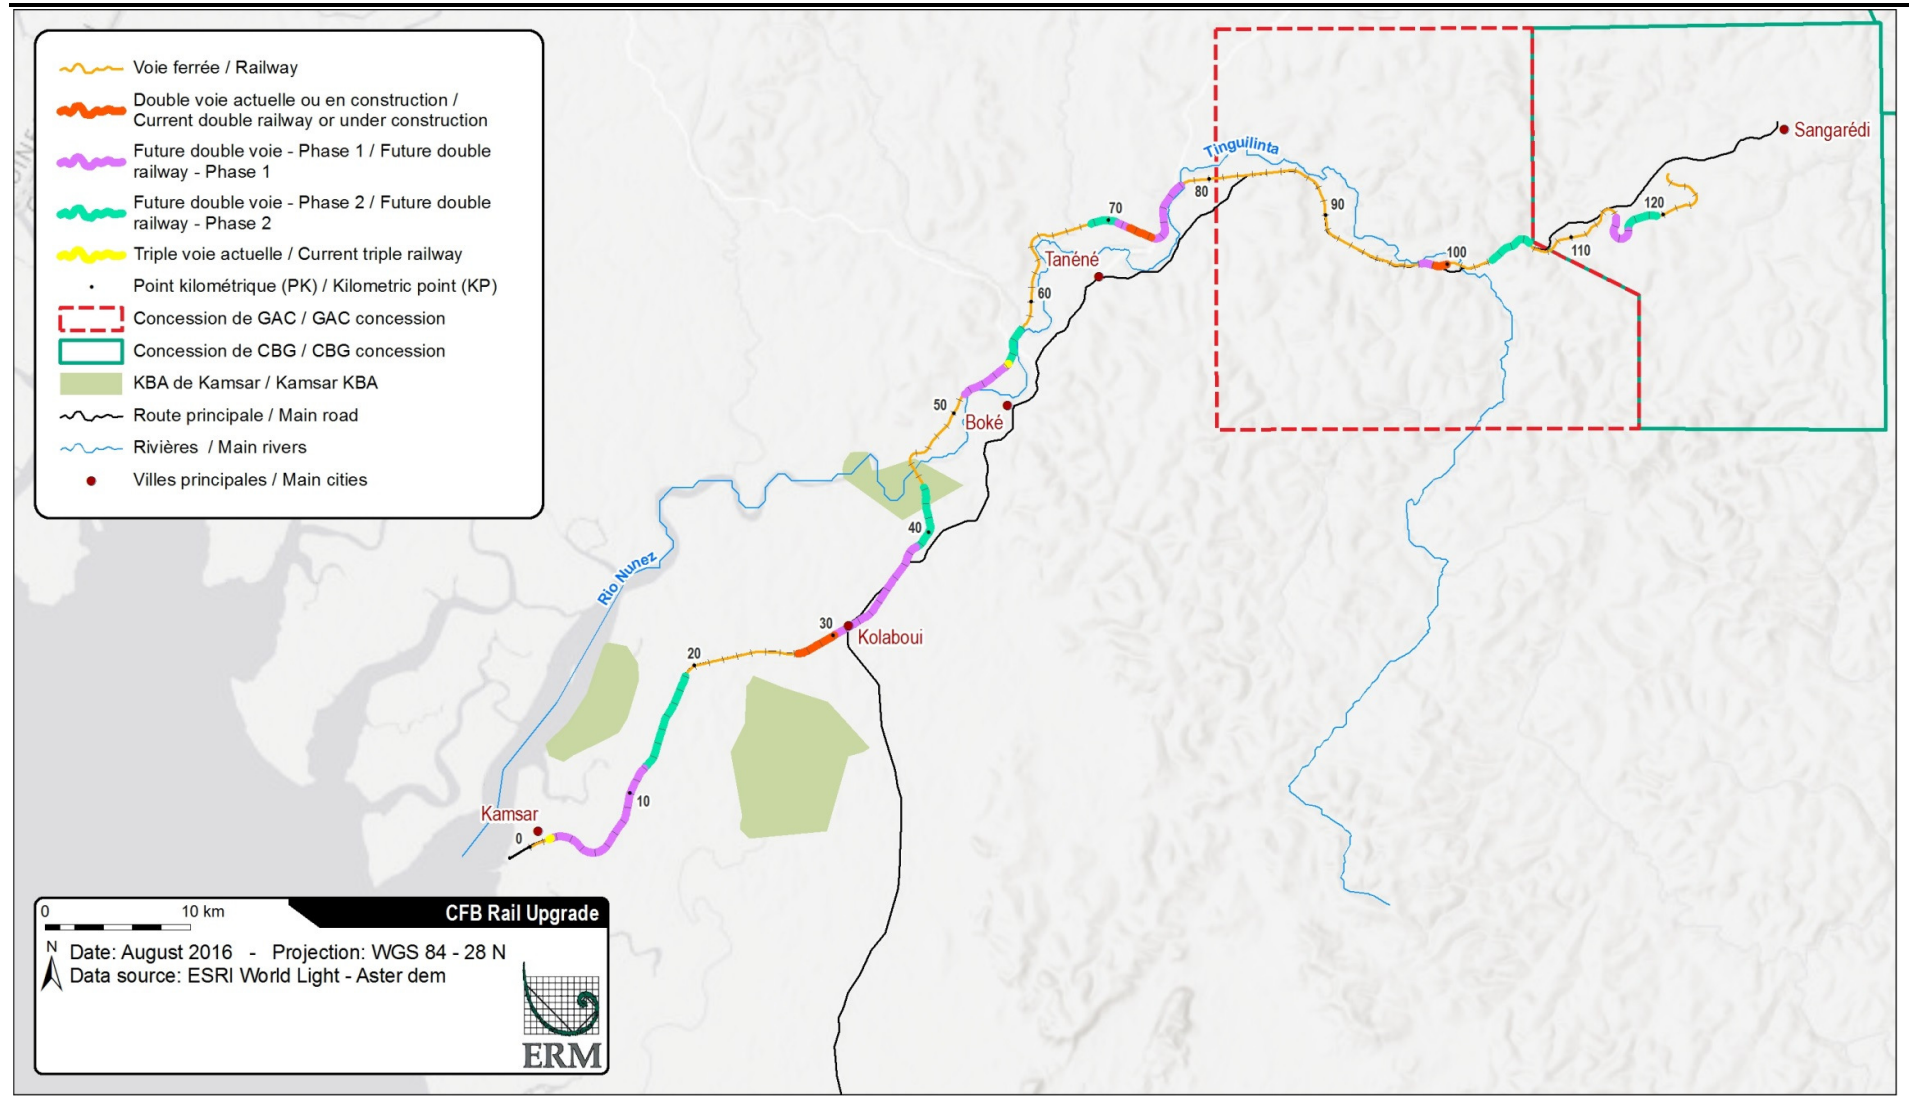 Voie ferrée / Railway
Double voie actuelle ou en construction /
Current double railway or under construction
Future double voie - Phase 1 / Future double
railway - Phase 1
Future double voie - Phase 2 / Future double
railway - Phase 2
Triple voie actuelle / Current triple railway
Point kilométrique (PK) / Kilometric point (KP)
Concession de GAC / GAC concession
Concession de CBG / CBG concession
KBA de Kamsar / Kamsar KBA
Route principale / Main road
Rivières / Main rivers
Villes principales / Main cities
Sangarédi
Tinguilinta
80
90
120
70
110
100
Tanéné
60
50
Boké
40
Rio Nunez
30
Kolaboui
20
10
Kamsar
0
0 10 km
CFB Rail Upgrade
N
Date: August 2016 - Projection: WGS 84 - 28 N
Data source: ESRI World Light - Aster dem
ERM